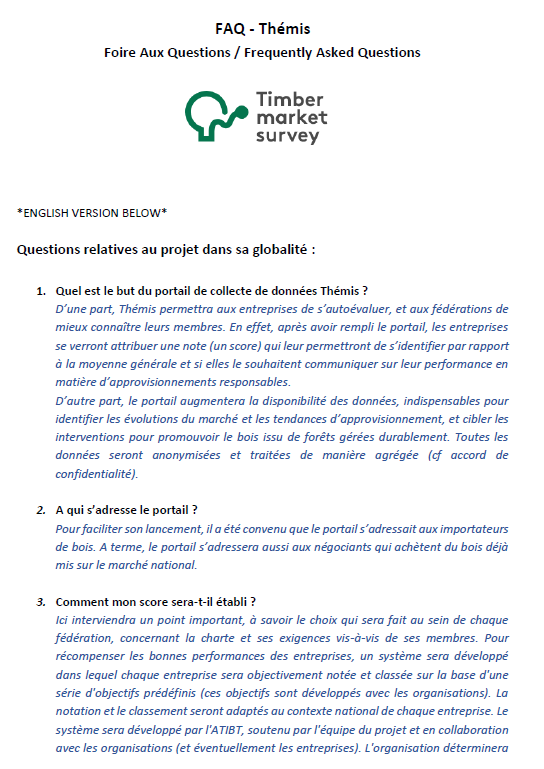 FAQ - Thémis
Foire Aux Questions / Frequently Asked Questions
Timber
market
survey
*ENGLISH VERSION BELOW*
Questions relatives au projet dans sa globalité :
1. Quel est le but du portail de collecte de données Thémis ?
D’une part, Thémis permettra aux entreprises de s’autoévaluer, et aux fédérations de
mieux connaître leurs membres. En effet, après avoir rempli le portail, les entreprises
se verront attribuer une note (un score) qui leur permettront de s’identifier par rapport
à la moyenne générale et si elles le souhaitent communiquer sur leur performance en
matière d’approvisionnements responsables.
D’autre part, le portail augmentera la disponibilité des données, indispensables pour
identifier les évolutions du marché et les tendances d’approvisionnement, et cibler les
interventions pour promouvoir le bois issu de forêts gérées durablement. Toutes les
données seront anonymisées et traitées de manière agrégée (cf accord de
confidentialité).
2. A qui s’adresse le portail ?
Pour faciliter son lancement, il a été convenu que le portail s’adressait aux importateurs
de bois. A terme, le portail s’adressera aussi aux négociants qui achètent du bois déjà
mis sur le marché national.
3. Comment mon score sera-t-il établi ?
Ici interviendra un point important, à savoir le choix qui sera fait au sein de chaque
fédération, concernant la charte et ses exigences vis-à-vis de ses membres. Pour
récompenser les bonnes performances des entreprises, un système sera développé
dans lequel chaque entreprise sera objectivement notée et classée sur la base d'une
série d'objectifs prédéfinis (ces objectifs sont développés avec les organisations). La
notation et le classement seront adaptés au contexte national de chaque entreprise. Le
système sera développé par l'ATIBT, soutenu par l'équipe du projet et en collaboration
avec les organisations (et éventuellement les entreprises). L'organisation déterminera